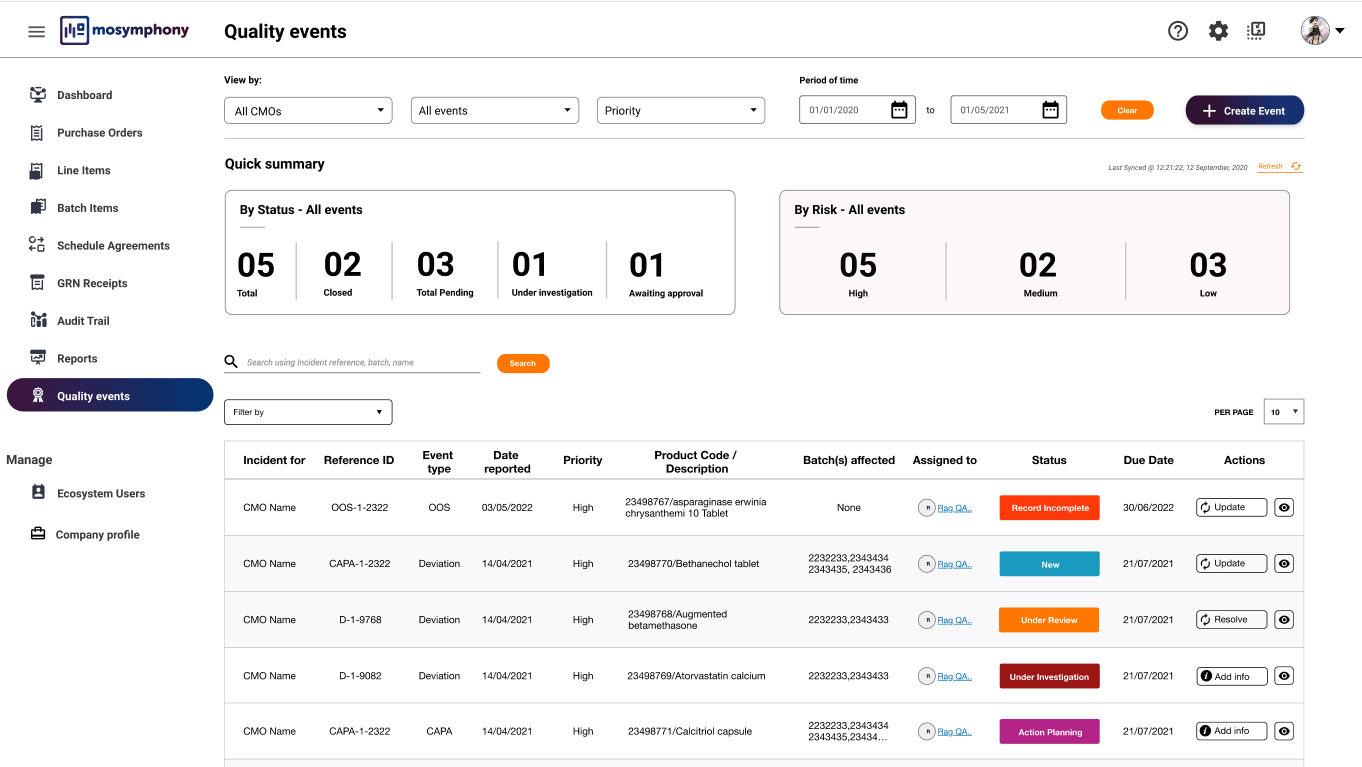 mosymphony
Quality events
Dashboard
Purchase Orders
Line Items
Batch Items
Schedule Agreements
GRN Receipts
Audit Trail
Reports
Quality events
Manage
Ecosystem Users
Company profile
View by:
Period of time
All CMOs
All events
Priority
01/01/2020
to
01/05/2021
Clear
Create Event
Quick summary
Last Synced @ 12:21:22, 12 September, 2020
Refresh
By Status - All events
05 02 03 01 01
Total Closed Total Pending Under investigation Awaiting approval
By Risk - All events
05 02 03
High Medium Low
Search using Incident reference, batch, name
Search
Filter by
PER PAGE 10
Incident for Reference ID Event type Date reported Priority Product Code / Description Batch(s) affected Assigned to Status Due Date Actions
CMO Name OOS-1-2322 OOS 03/05/2022 High 23498767/asparaginase erwinia chrysanthemi 10 Tablet None R Rag QA.. Record Incomplete 30/06/2022 Update
CMO Name CAPA-1-2322 Deviation 14/04/2021 High 23498770/Bethanechol tablet 2232233,2343434 2343435, 2343436 R Rag QA.. New 21/07/2021 Update
CMO Name D-1-9768 Deviation 14/04/2021 High 23498768/Augmented betamethasone 2232233,2343433 R Rag QA.. Under Review 21/07/2021 Resolve
CMO Name D-1-9082 Deviation 14/04/2021 High 23498769/Atorvastatin calcium 2232233,2343433 R Rag QA.. Under Investigation 21/07/2021 Add info
CMO Name CAPA-1-2322 CAPA 14/04/2021 High 23498771/Calcitriol capsule 2232233,2343434 2343435,23434... R Rag QA.. Action Planning 21/07/2021 Add info